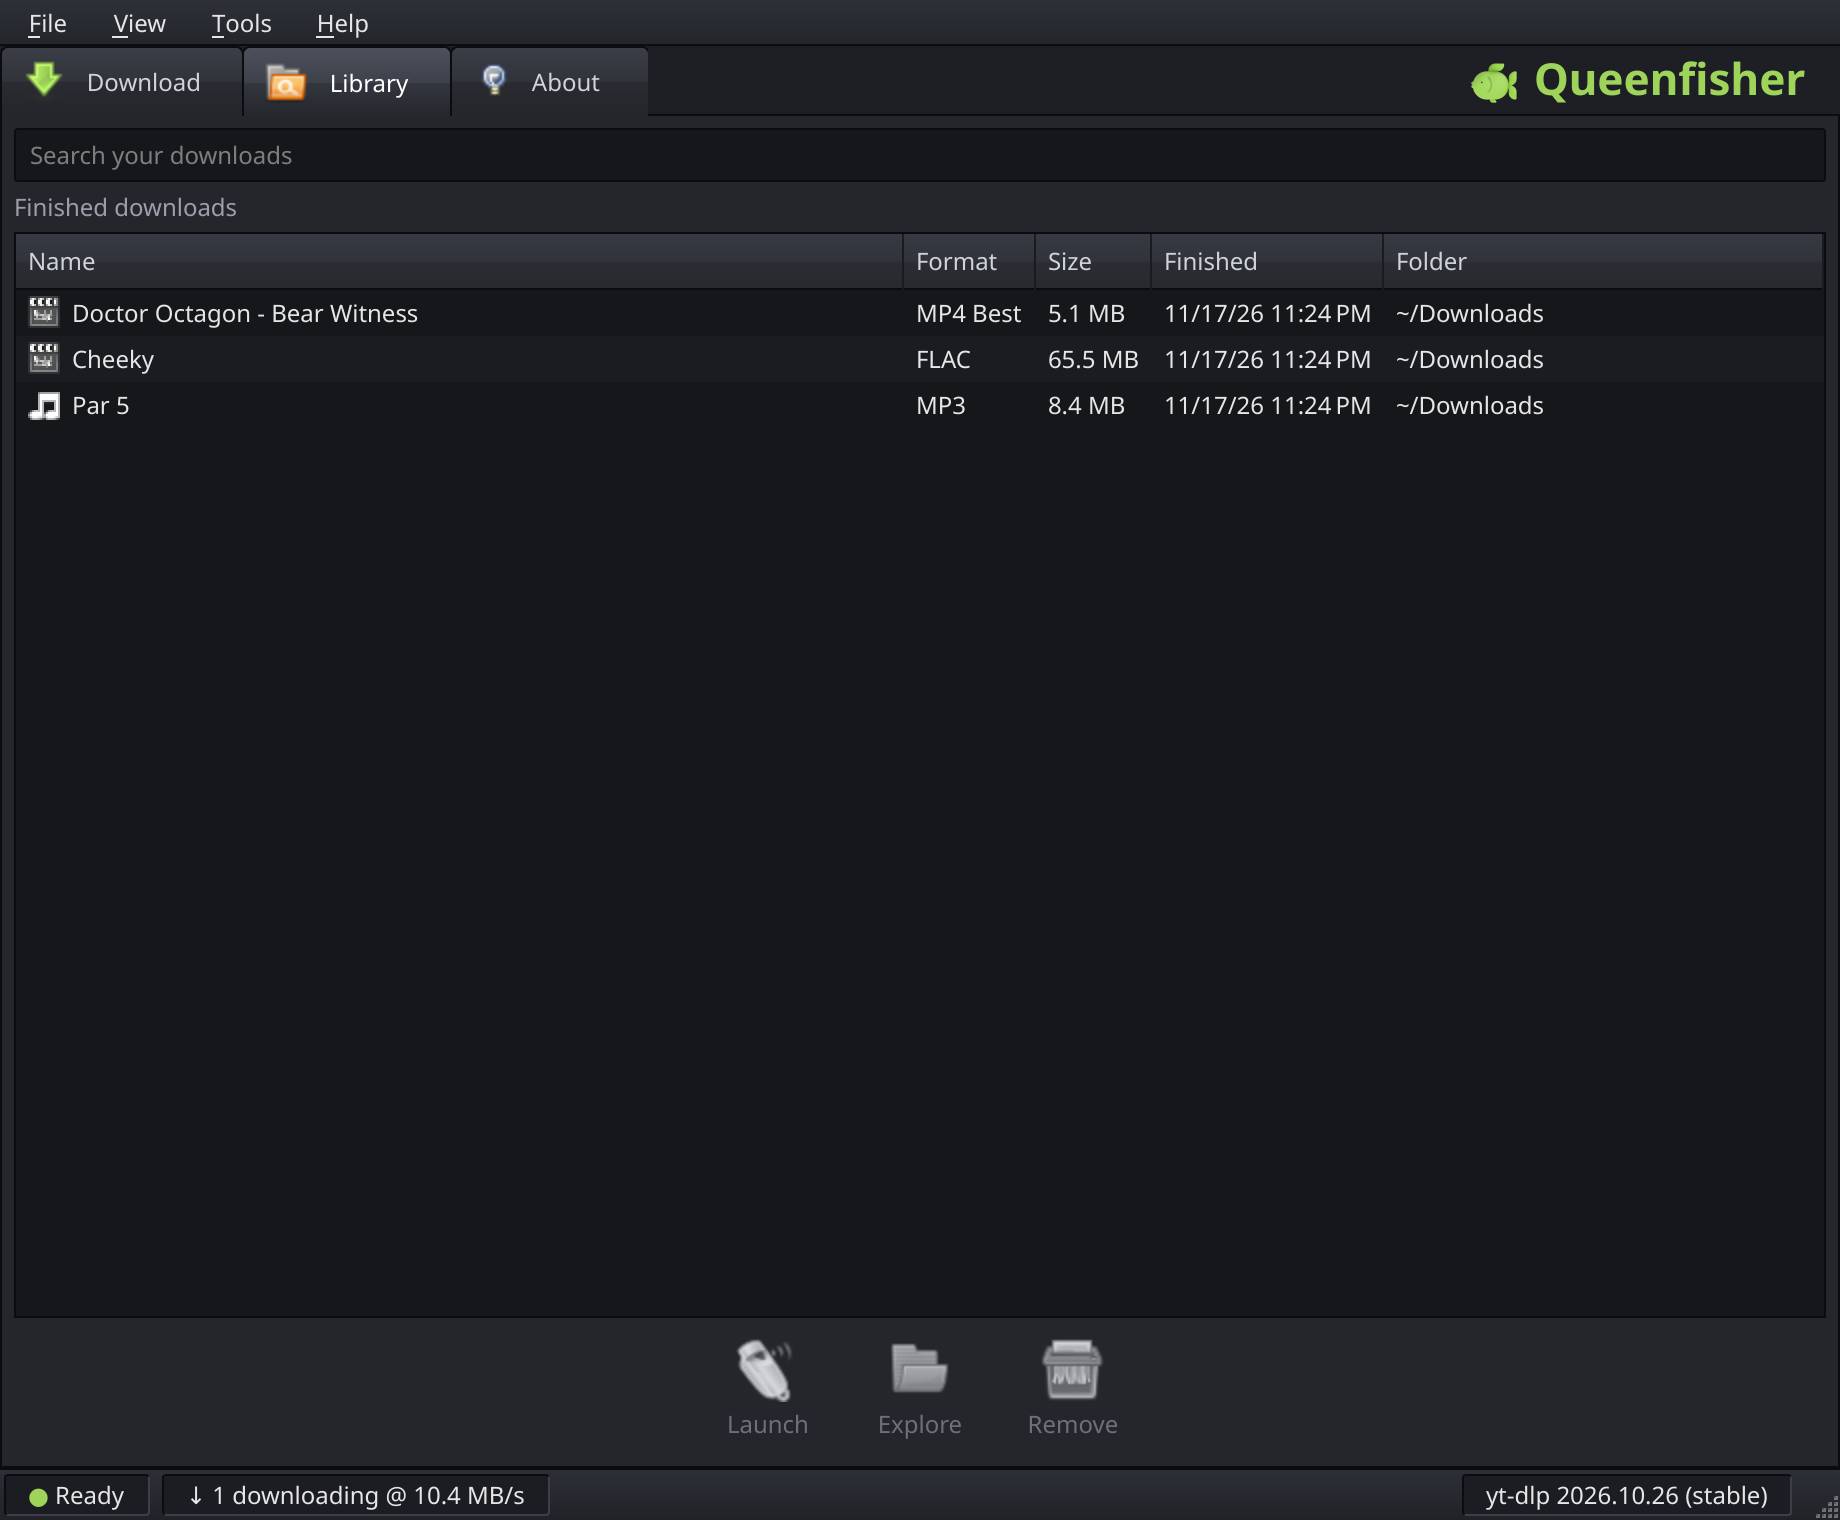 File View Tools Help
Download Library About Queenfisher
Search your downloads
Finished downloads
Name Format Size Finished Folder
Doctor Octagon - Bear Witness MP4 Best 5.1 MB 11/17/26 11:24 PM ~/Downloads
Cheeky FLAC 65.5 MB 11/17/26 11:24 PM ~/Downloads
Par 5 MP3 8.4 MB 11/17/26 11:24 PM ~/Downloads
Launch Explore Remove
Ready ↓ 1 downloading @ 10.4 MB/s yt-dlp 2026.10.26 (stable)